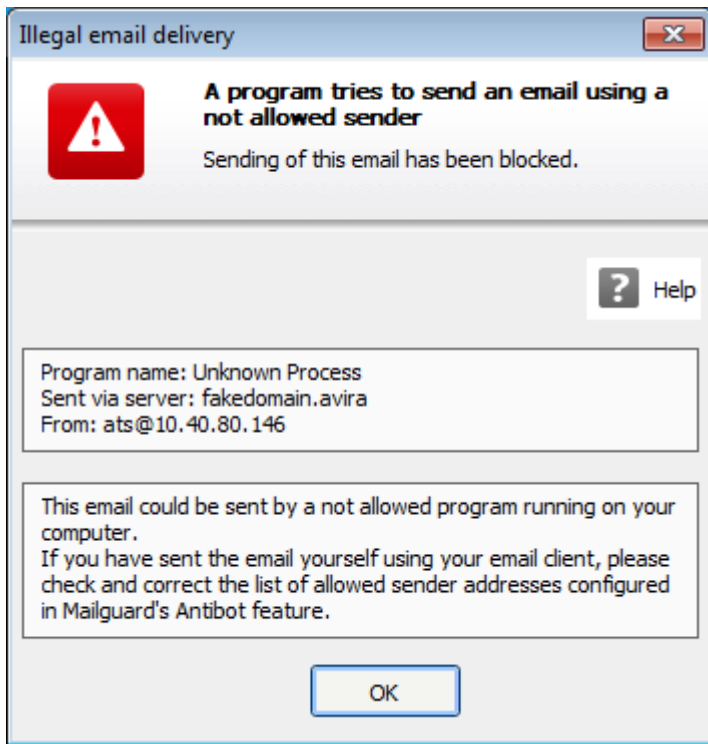 Illegal email delivery
A program tries to send an email using a
not allowed sender
Sending of this email has been blocked.
? Help
Program name: Unknown Process
Sent via server: fakedomain.avira
From: ats@10.40.80.146
This email could be sent by a not allowed program running on your
computer.
If you have sent the email yourself using your email client, please
check and correct the list of allowed sender addresses configured
in Mailguard's Antibot feature.
OK